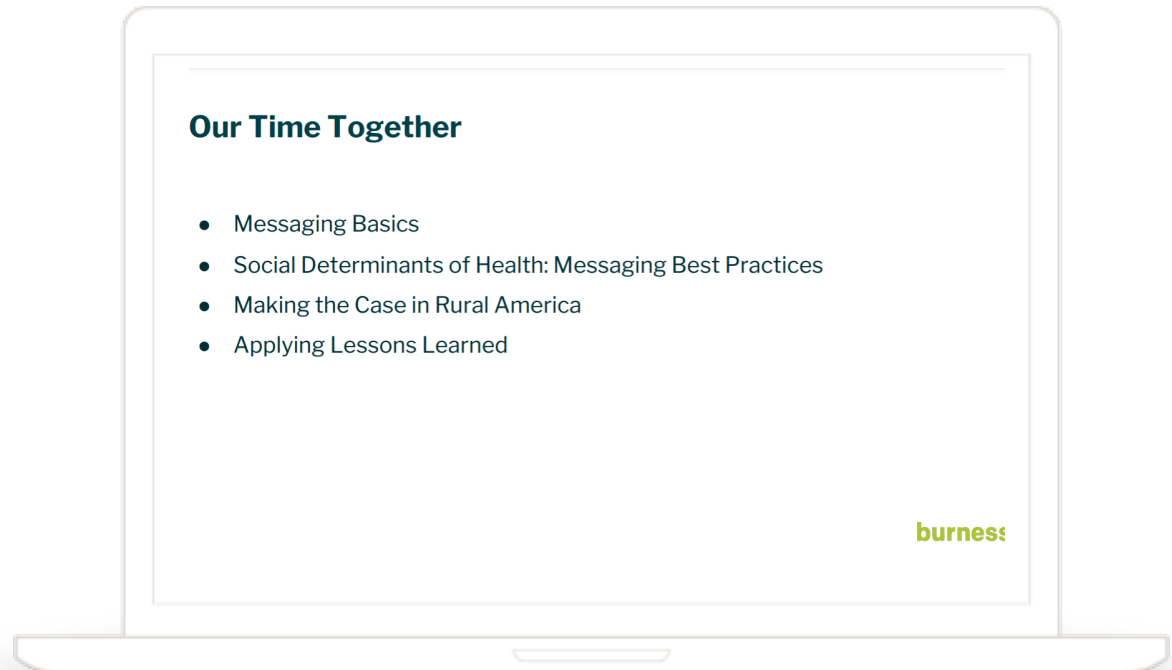 Our Time Together
● Messaging Basics
● Social Determinants of Health: Messaging Best Practices
● Making the Case in Rural America
● Applying Lessons Learned
burness